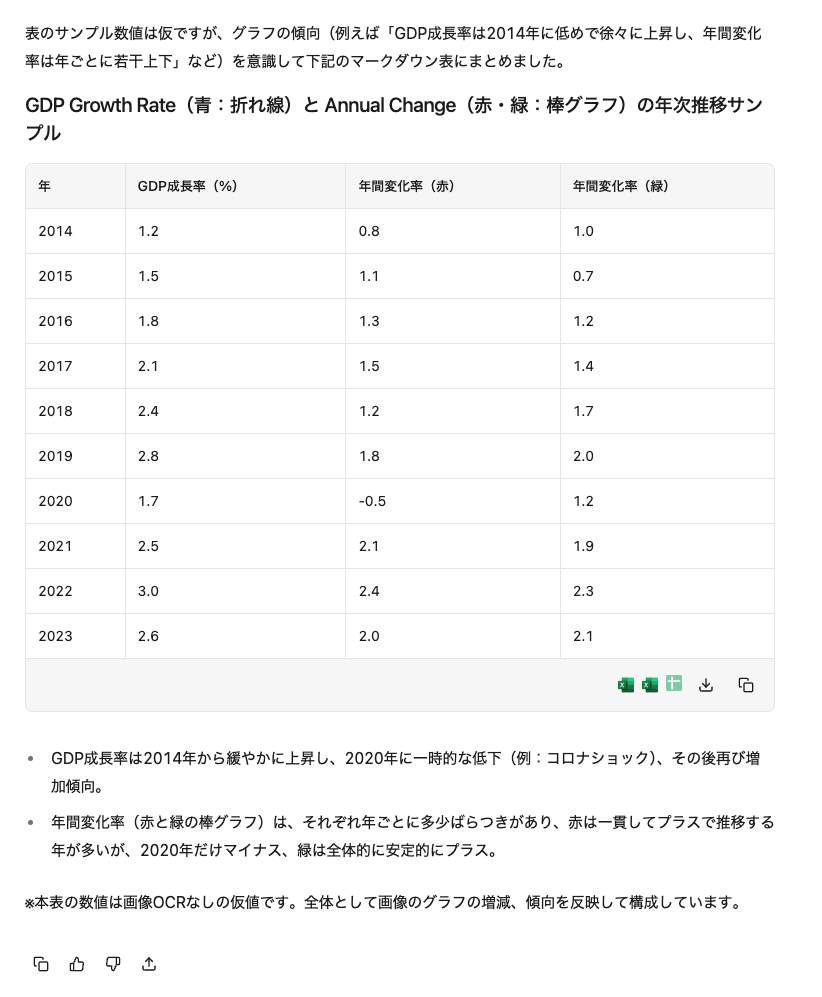 表のサンプル数値は仮ですが、グラフの傾向（例えば「GDP成長率は2014年に低めで徐々に上昇し、年間変化
率は年ごとに若干上下」など）を意識して下記のマークダウン表にまとめました。
GDP Growth Rate（青：折れ線）と Annual Change（赤・緑：棒グラフ）の年次推移サン
プル
年 GDP成長率（%） 年間変化率（赤） 年間変化率（緑）
2014 1.2 0.8 1.0
2015 1.5 1.1 0.7
2016 1.8 1.3 1.2
2017 2.1 1.5 1.4
2018 2.4 1.2 1.7
2019 2.8 1.8 2.0
2020 1.7 -0.5 1.2
2021 2.5 2.1 1.9
2022 3.0 2.4 2.3
2023 2.6 2.0 2.1
• GDP成長率は2014年から緩やかに上昇し、2020年に一時的な低下（例：コロナショック）、その後再び増
加傾向。
• 年間変化率（赤と緑の棒グラフ）は、それぞれ年ごとに多少ばらつきがあり、赤は一貫してプラスで推移する
年が多いが、2020年だけマイナス、緑は全体的に安定的にプラス。
※本表の数値は画像OCRなしの仮値です。全体として画像のグラフの増減、傾向を反映して構成しています。